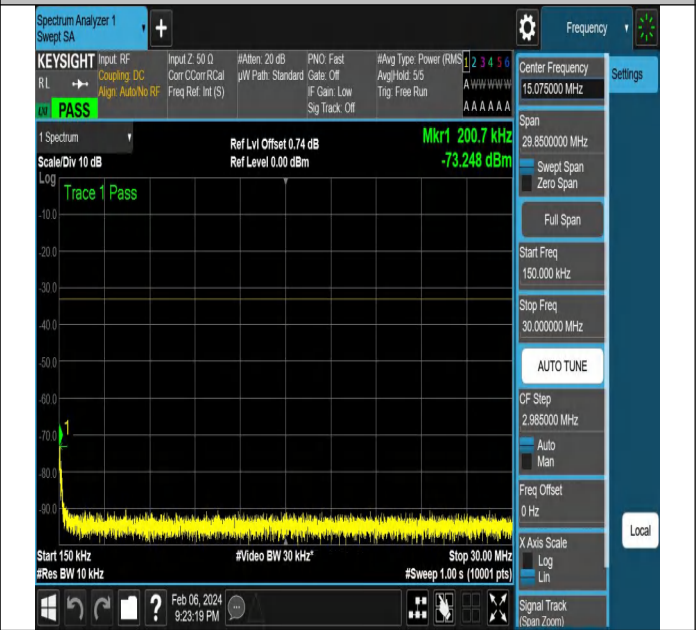 Spectrum Analyzer 1
Swept SA
+
Frequency
KEYSIGHT
RL
PASS
Input: RF
Coupling: DC
Align: Auto/No RF
Input Z: 50 Ω
Corr CCorr RCal
Freq Ref: Int (S)
#Atten: 20 dB
µW Path: Standard
PNO: Fast
Gate: Off
IF Gain: Low
Sig Track: Off
#Avg Type: Power (RMS
Avg|Hold: 5/5
Trig: Free Run
1 2 3 4 5 6
A W W W W W
A A A A A A
1 Spectrum
Scale/Div 10 dB
Ref Lvl Offset 0.74 dB
Ref Level 0.00 dBm
Mkr1 200.7 kHz
-73.248 dBm
Log
Trace 1 Pass
-10.0
-20.0
-30.0
-40.0
-50.0
-60.0
-70.0
-80.0
-90.0
1
Start 150 kHz
#Res BW 10 kHz
#Video BW 30 kHz*
Stop 30.00 MHz
#Sweep 1.00 s (10001 pts)
Feb 06, 2024
9:23:19 PM
?
Center Frequency
15.075000 MHz
Settings
Span
29.8500000 MHz
Swept Span
Zero Span
Full Span
Start Freq
150.000 kHz
Stop Freq
30.000000 MHz
AUTO TUNE
CF Step
2.985000 MHz
Auto
Man
Freq Offset
0 Hz
X Axis Scale
Log
Lin
Local
Signal Track
(Span Zoom)